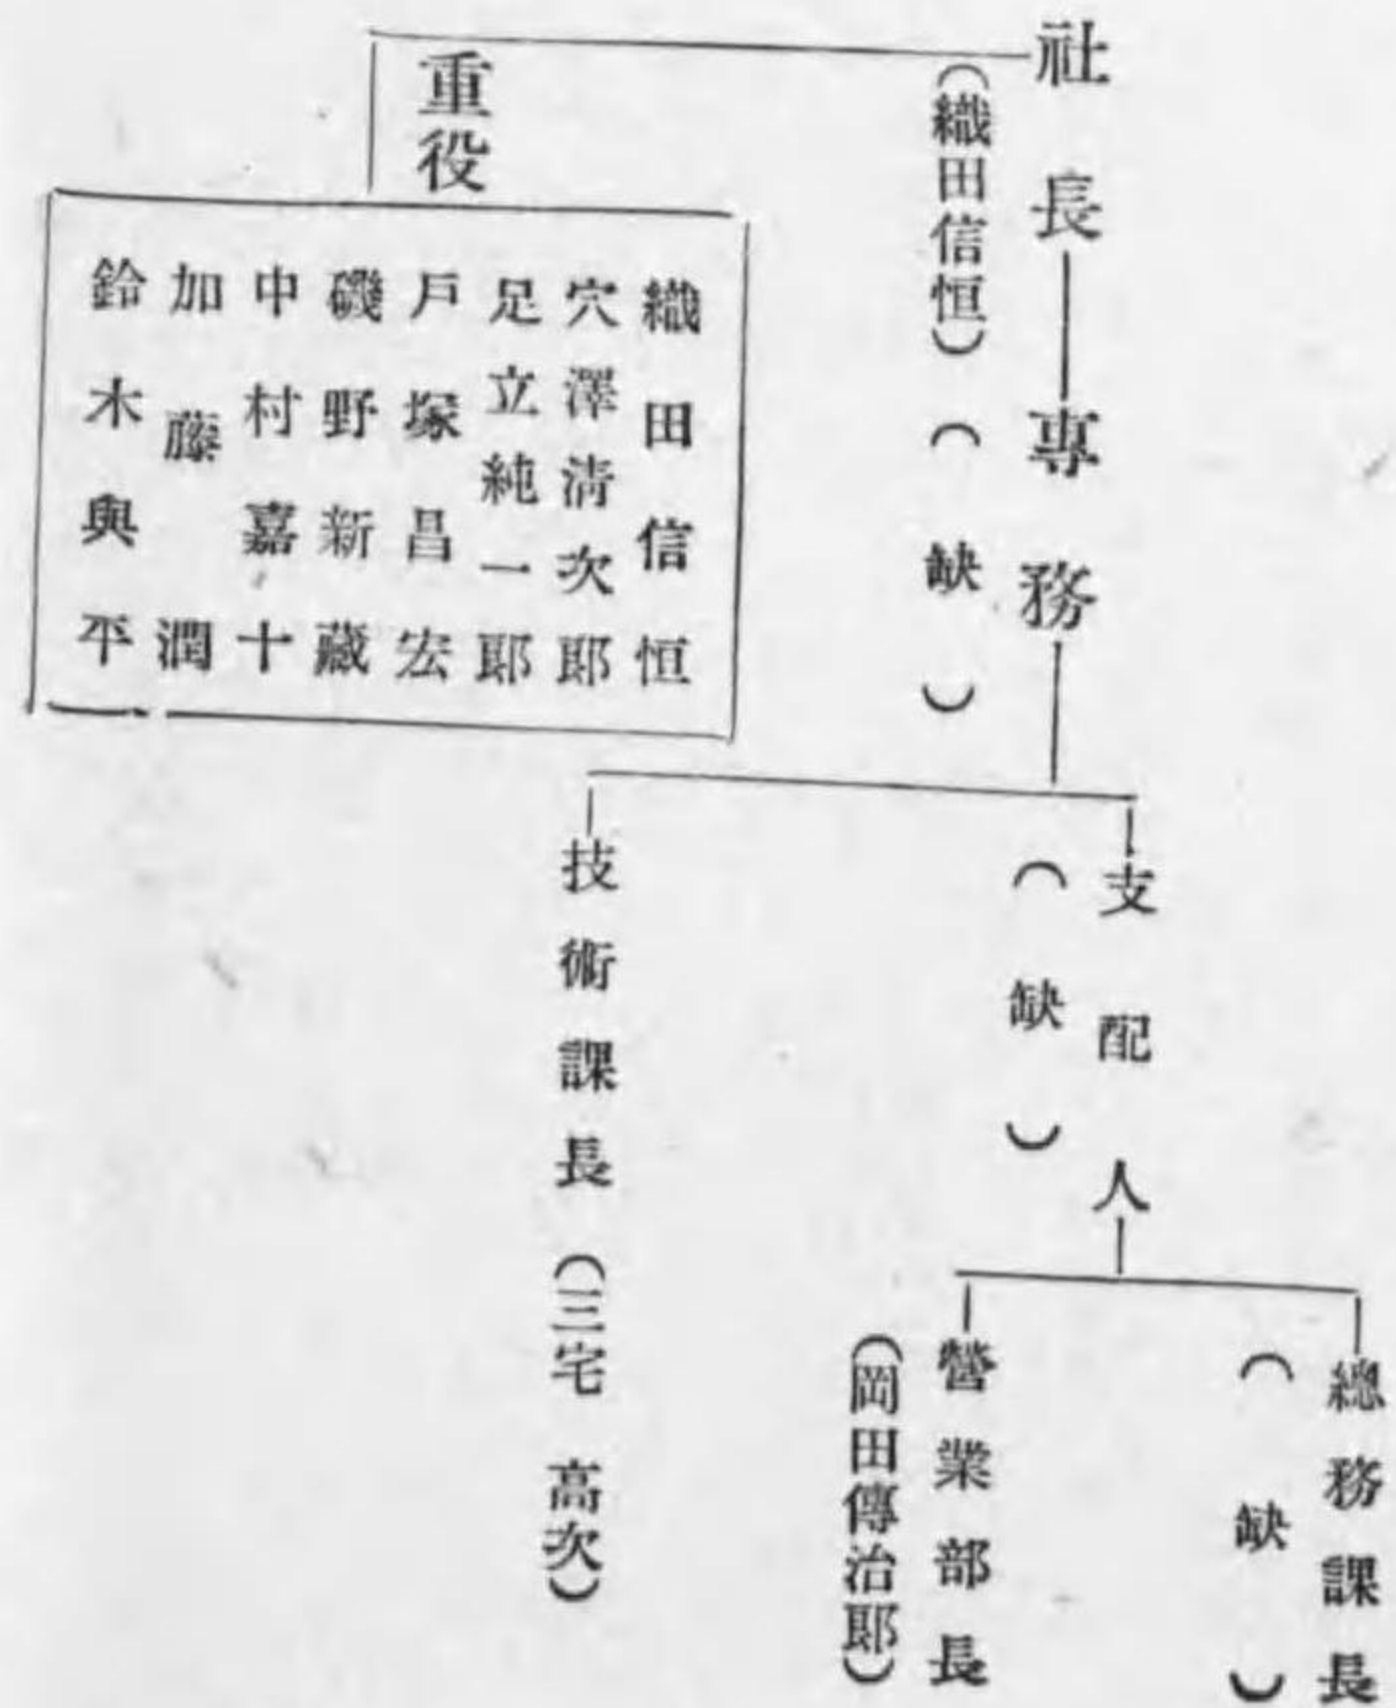 社長
(織田信恒)
專務
(缺)
重役
織田信恒
穴澤清次郎
足立純一郎
戶塚昌宏
磯野新藏
中村嘉十
加藤潤
鈴木與平
支配人
(缺)
總務課長
(缺)
營業部長
(岡田傳治郎)
技術課長(三宅高次)